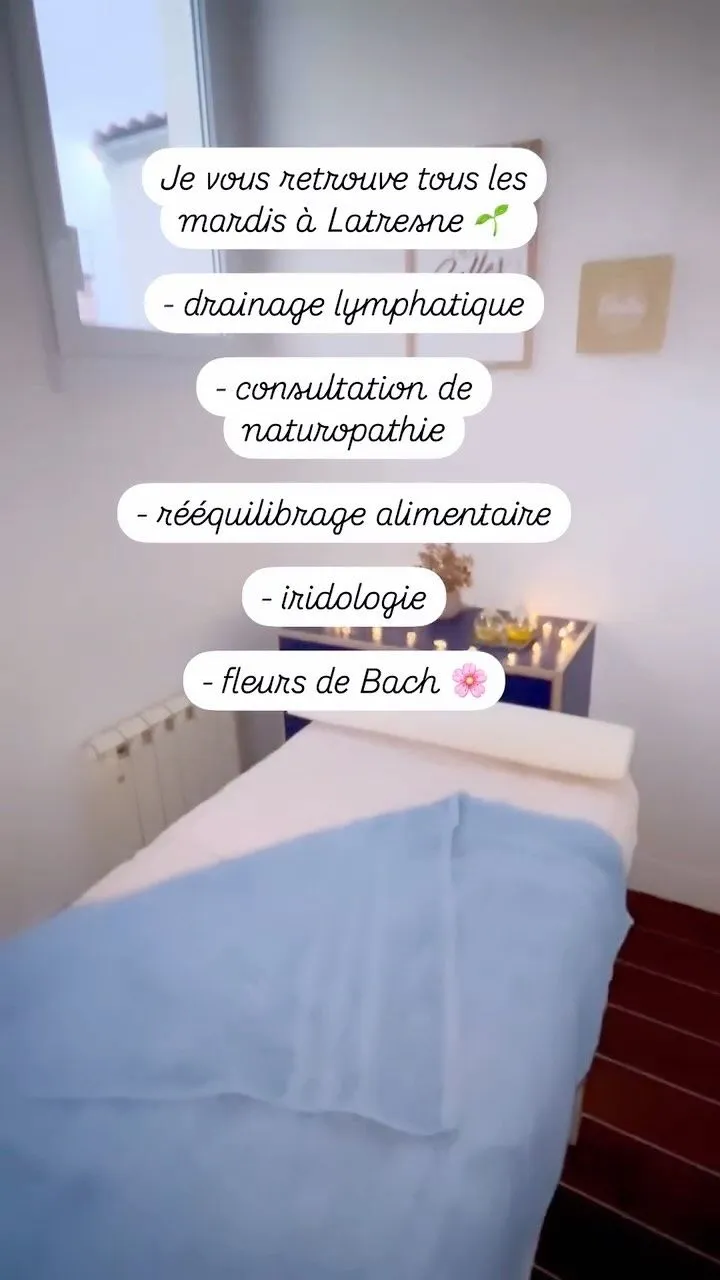 Je vous retrouve tous les
mardis à Latresne 🌱
- drainage lymphatique
- consultation de
naturopathie
- rééquilibrage alimentaire
- iridologie
- fleurs de Bach 🌸